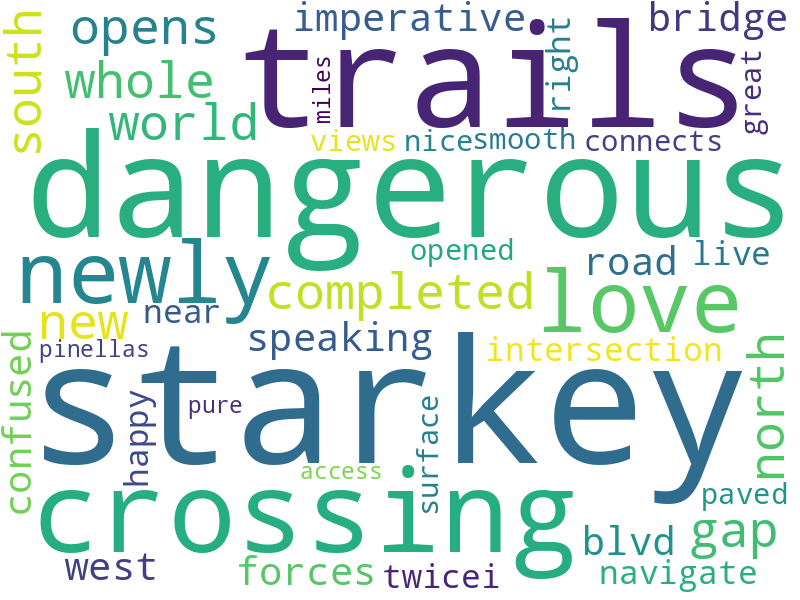 south
opens
imperative
bridge
trails
whole
miles
right
great
world
views
nice
smooth
connects
dangerous
newly
opened
road
live
completed
love
new
near
speaking
intersection
north
confused
pinellas
starkey
happy
pure
surface
access
crossing
paved
gap
blvd
west
forces
twicei
navigate